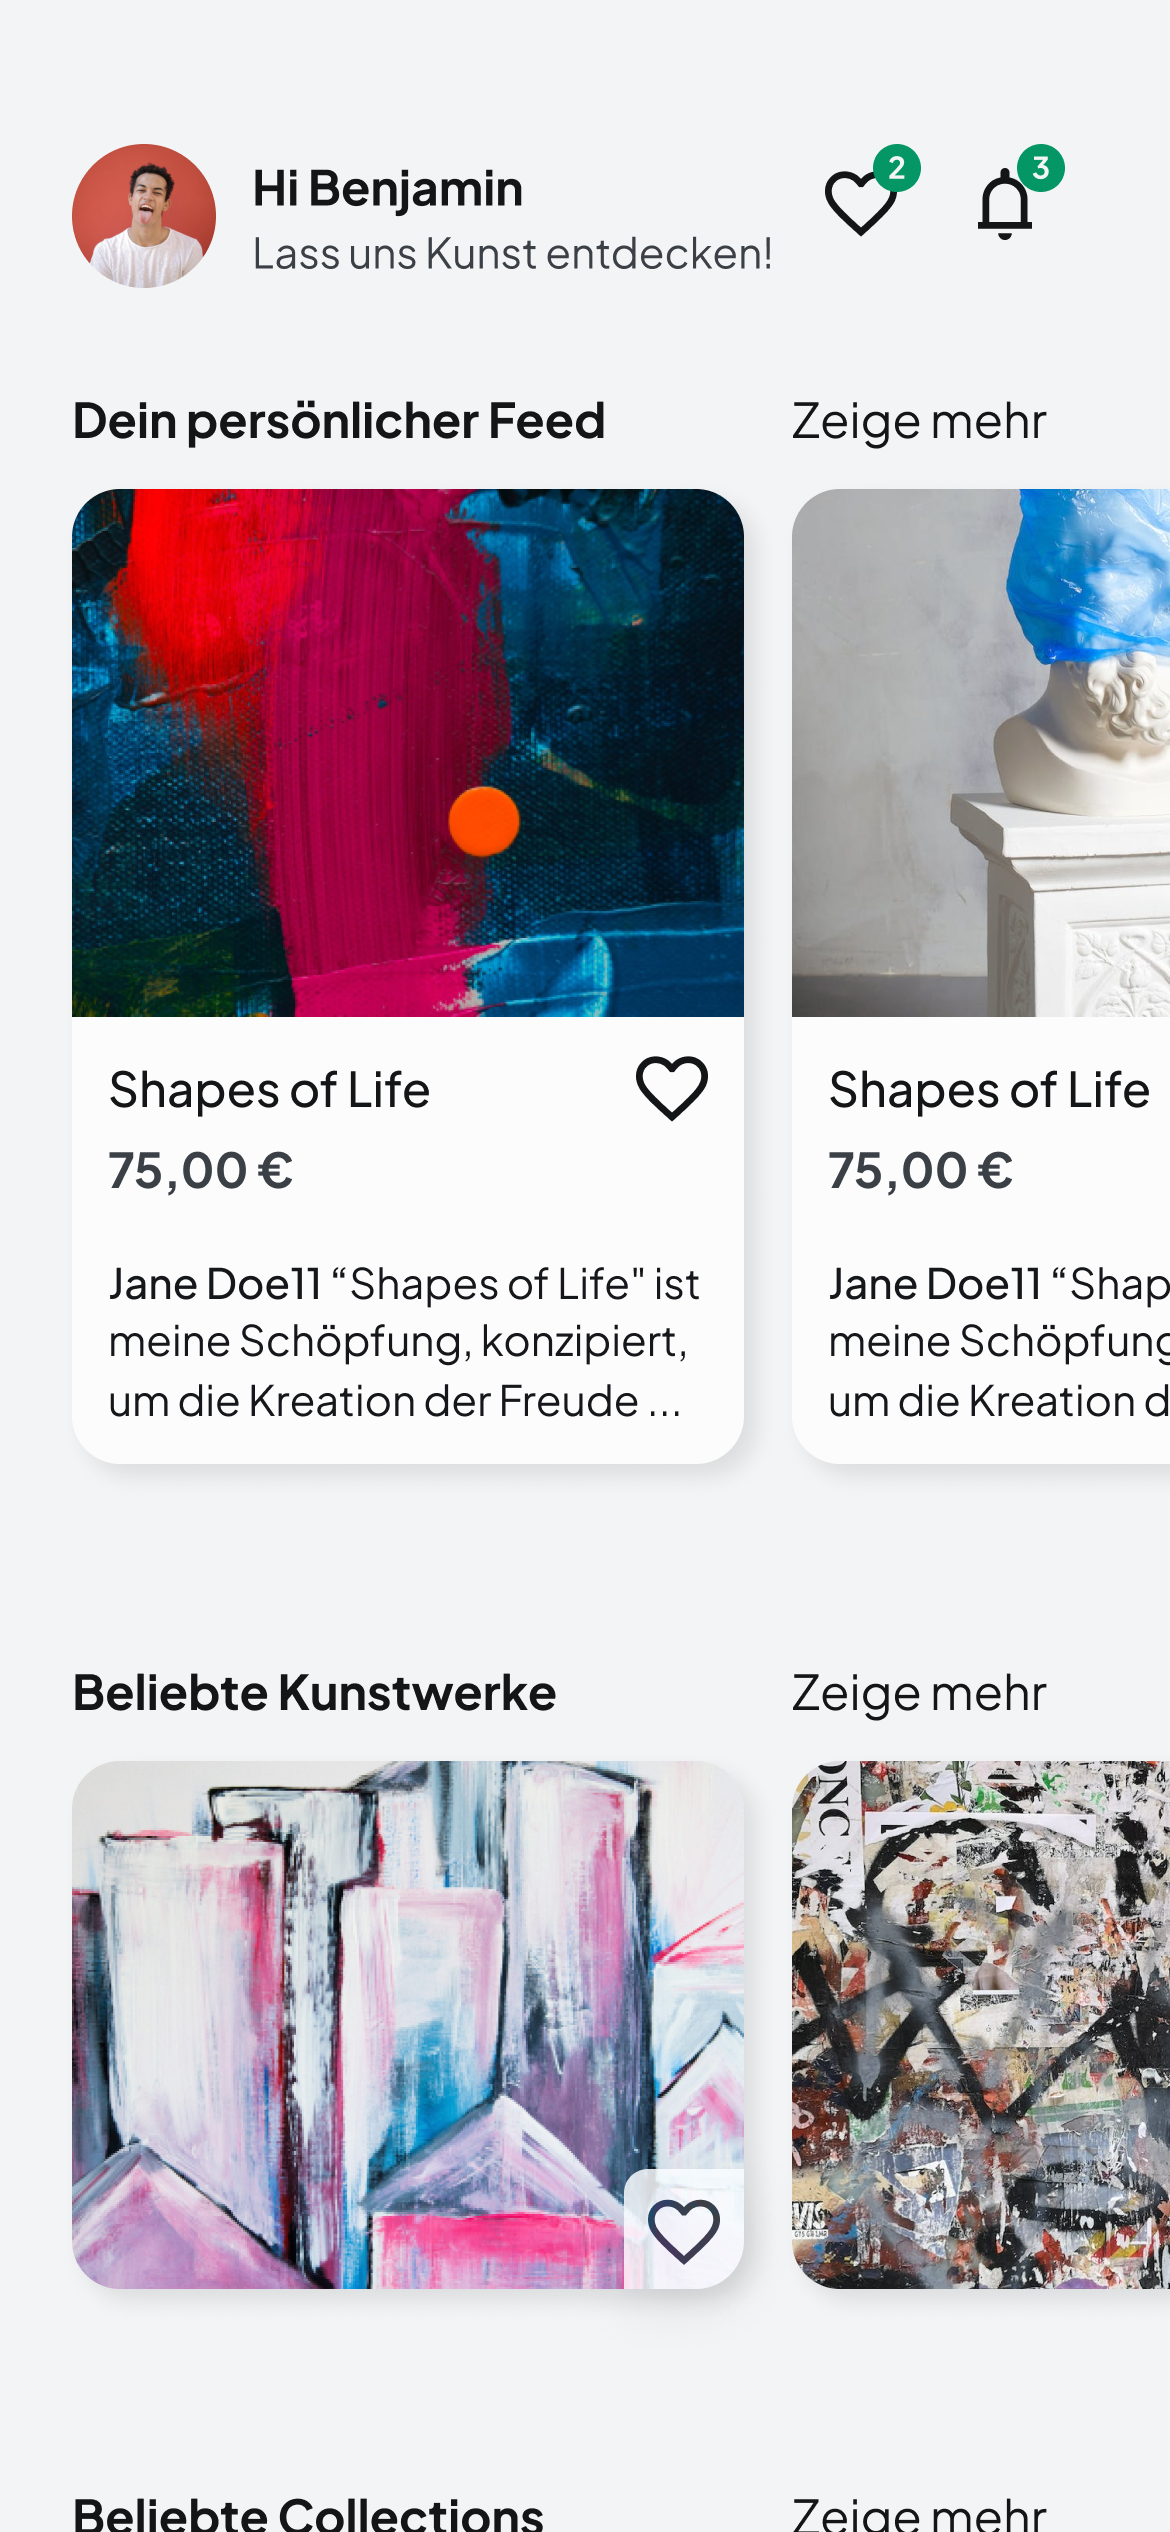 Hi Benjamin
2
3
Lass uns Kunst entdecken!
Dein persönlicher Feed
Zeige mehr
Shapes of Life
75,00 €
Jane Doe11 “Shapes of Life" ist
meine Schöpfung, konzipiert,
um die Kreation der Freude ...
Shapes of Life
75,00 €
Jane Doe11 “Shap
meine Schöpfung
um die Kreation d
Beliebte Kunstwerke
Zeige mehr
ONC
Beliebte Collections
Zeige mehr